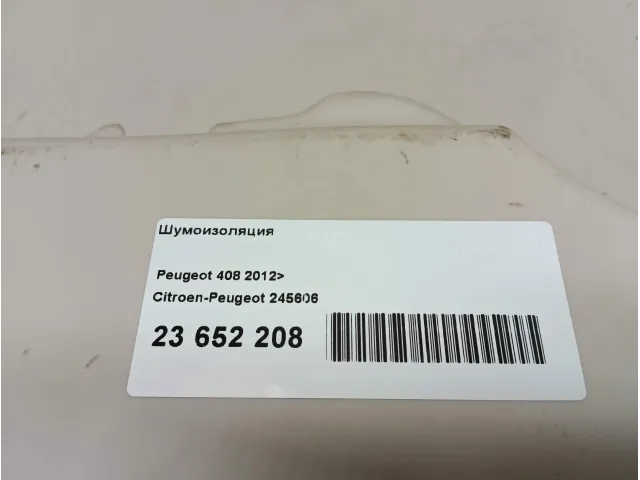 Шумоизоляция
Peugeot 408 2012>
Citroen-Peugeot 245606
23 652 208